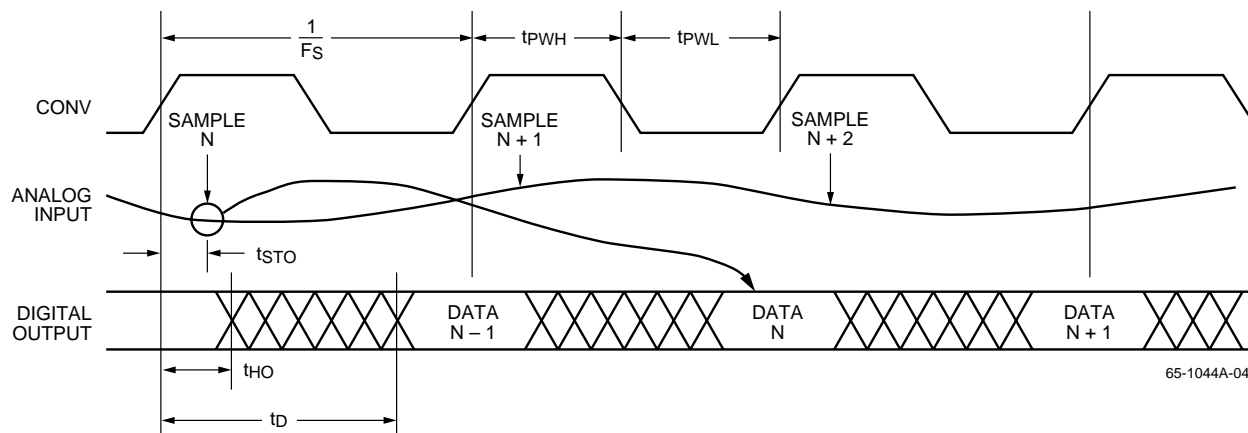 1
FS
tPWH
tPWL
CONV
SAMPLE
N
SAMPLE
N + 1
SAMPLE
N + 2
ANALOG
INPUT
tSTO
DIGITAL
OUTPUT
DATA
N – 1
DATA
N
DATA
N + 1
tHO
65-1044A-04
tD